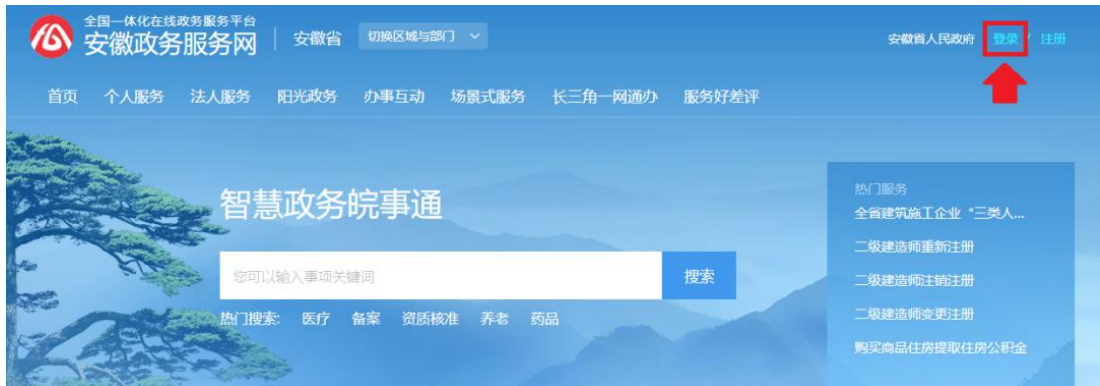 全国一体化在线政务服务平台
安徽政务服务网 安徽省 切换区域与部门
安徽省人民政府 登录 / 注册
首页 个人服务 法人服务 阳光政务 办事互动 场景式服务 长三角一网通办 服务好差评
智慧政务皖事通
您可以输入事项关键词 搜索
热门搜索: 医疗 备案 资质核准 养老 药品
热门服务
全省建筑施工企业“三类人...
二级建造师重新注册
二级建造师注销注册
二级建造师变更注册
购买商品住房提取住房公积金